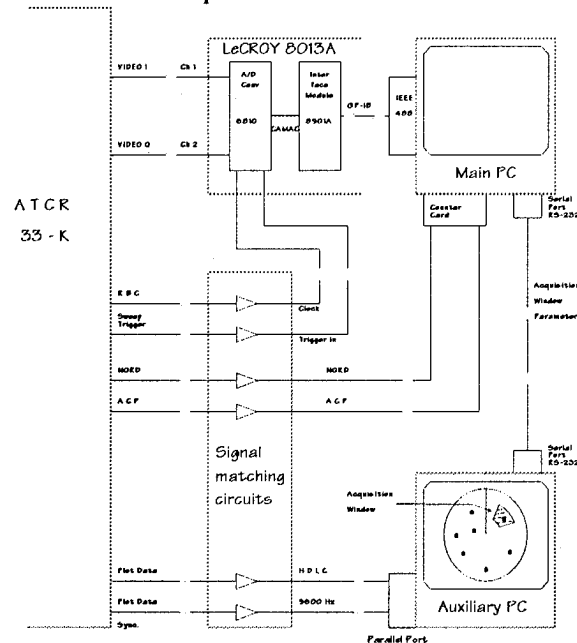 LeCROY 8013A
VIDEO I
Ch 1
A/D
Conv
8810
CAMAC
Inter
face
Module
8901A
GP-IB
IEEE
488
Main PC
VIDEO Q
Ch 2
ATCR
33 - K
Counter
Card
Serial
Port
RS-232
Clock
Sweep
Trigger
Trigger in
Acquisition
Window
Parameter
NORD
NORD
A C P
A C P
Signal
matching
circuits
Serial
Port
RS-232
Acquisition
Window
Auxiliary PC
Plot Data
H D L C
Plot Data
Sync.
9600 Hz
Parallel Port